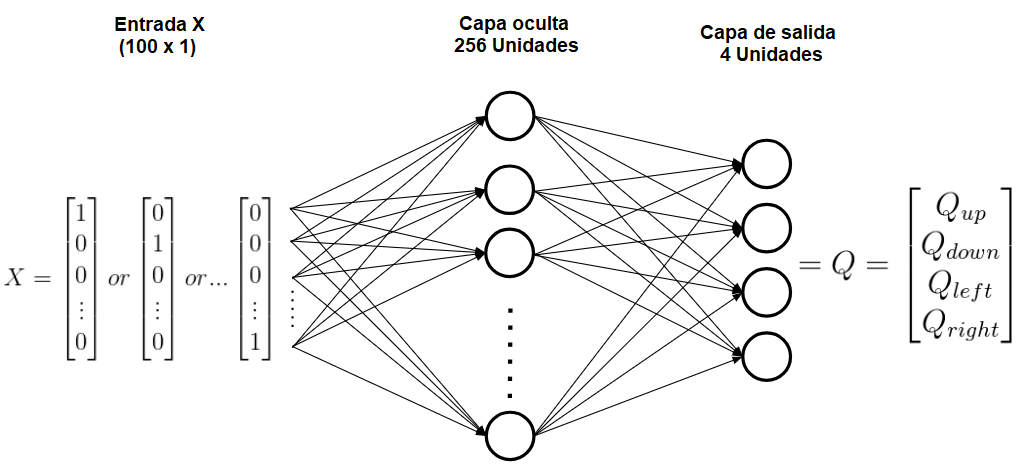 Entrada X
(100 x 1)
Capa oculta
256 Unidades
Capa de salida
4 Unidades
X = [1 0 0 ⋮ 0] or [0 1 0 ⋮ 0] or... [0 0 0 ⋮ 1]
= Q =
Q_up
Q_down
Q_left
Q_right